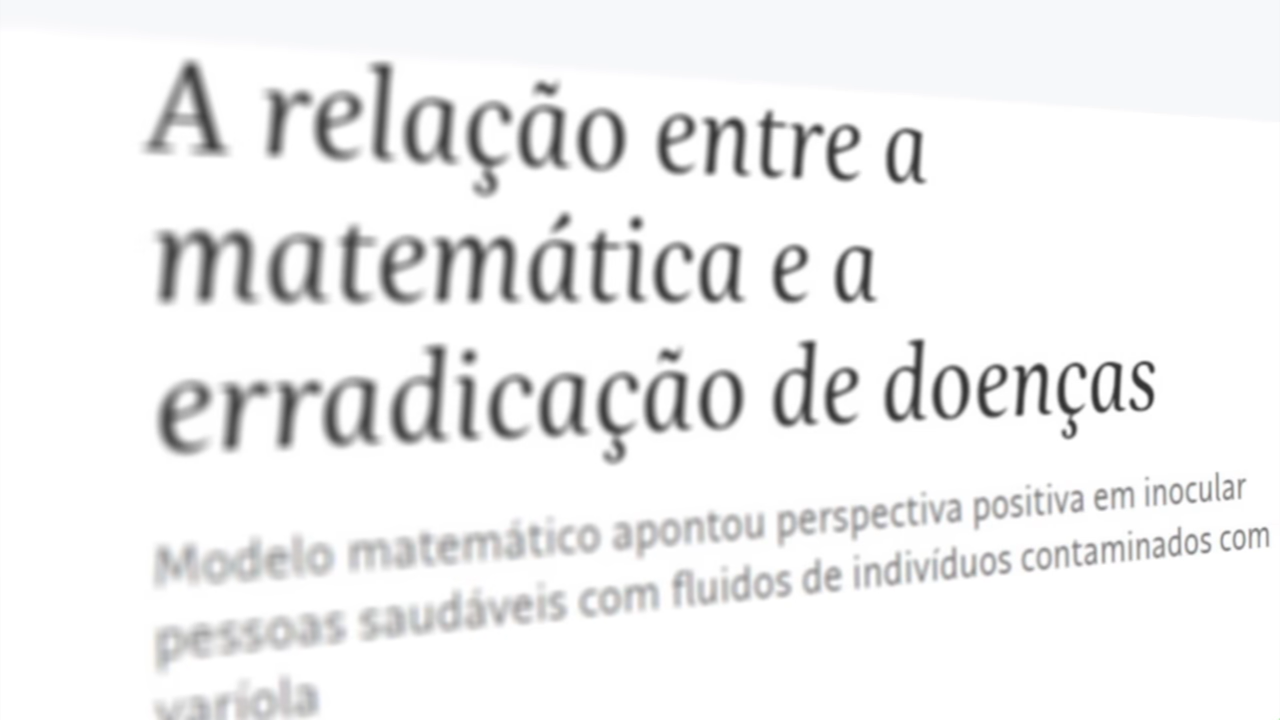 A relação entre a
matemática e a
erradicação de doenças
Modelo matemático apontou perspectiva positiva em inocular
pessoas saudáveis com fluidos de indivíduos contaminados com
varíola